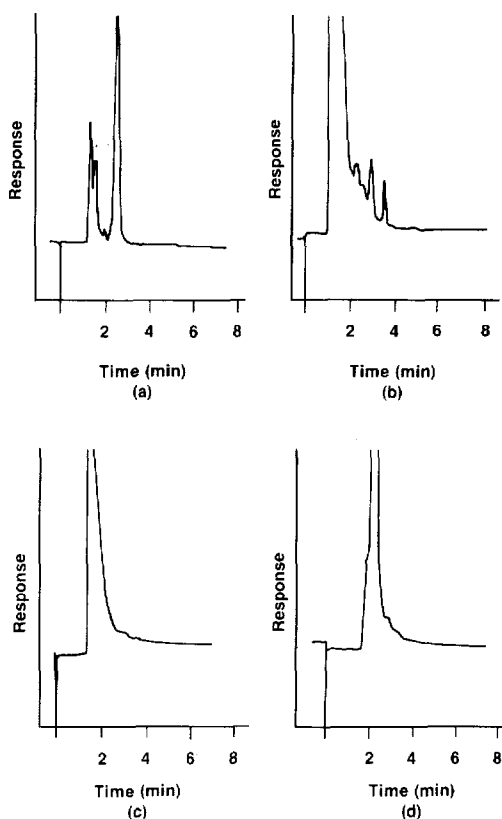 Response
2 4 6 8
Time (min)
(a)
Response
2 4 6 8
Time (min)
(b)
Response
2 4 6 8
Time (min)
(c)
Response
2 4 6 8
Time (min)
(d)